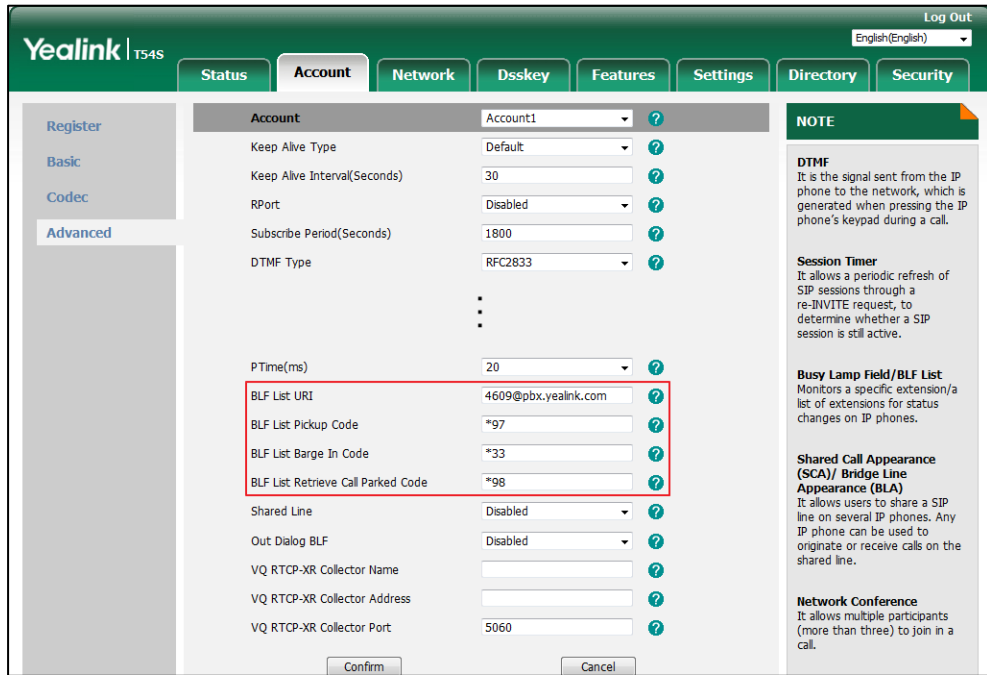 Log Out
Yealink T54S
English(English)
Status Account Network Dsskey Features Settings Directory Security
Register
Basic
Codec
Advanced
Account Account1 ?
Keep Alive Type Default ?
Keep Alive Interval(Seconds) 30 ?
RPort Disabled ?
Subscribe Period(Seconds) 1800 ?
DTMF Type RFC2833 ?
PTime(ms) 20 ?
BLF List URI 4609@pbx.yealink.com ?
BLF List Pickup Code *97 ?
BLF List Barge In Code *33 ?
BLF List Retrieve Call Parked Code *98 ?
Shared Line Disabled ?
Out Dialog BLF Disabled ?
VQ RTCP-XR Collector Name ?
VQ RTCP-XR Collector Address ?
VQ RTCP-XR Collector Port 5060 ?
Confirm Cancel
NOTE
DTMF
It is the signal sent from the IP
phone to the network, which is
generated when pressing the IP
phone's keypad during a call.
Session Timer
It allows a periodic refresh of
SIP sessions through a
re-INVITE request, to
determine whether a SIP
session is still active.
Busy Lamp Field/BLF List
Monitors a specific extension/a
list of extensions for status
changes on IP phones.
Shared Call Appearance
(SCA)/ Bridge Line
Appearance (BLA)
It allows users to share a SIP
line on several IP phones. Any
IP phone can be used to
originate or receive calls on the
shared line.
Network Conference
It allows multiple participants
(more than three) to join in a
call.